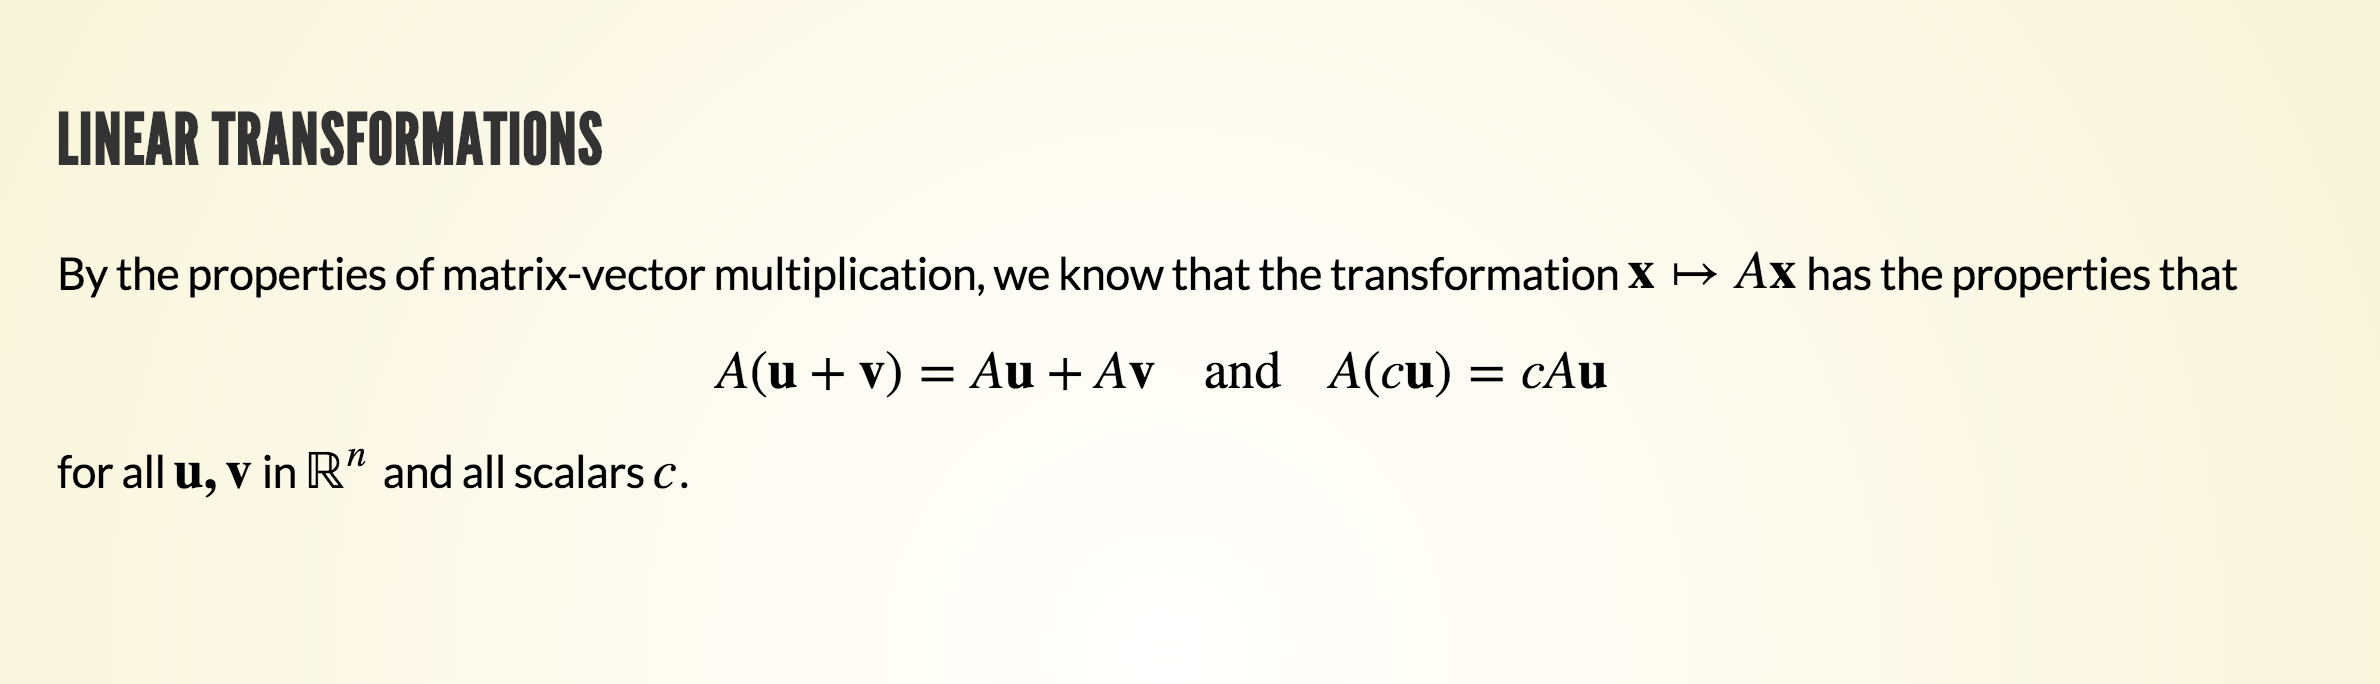 LINEAR TRANSFORMATIONS
By the properties of matrix-vector multiplication, we know that the transformation x ↦ Ax has the properties that
A(u + v) = Au + Av and A(cu) = cAu
for all u, v in ℝⁿ and all scalars c.